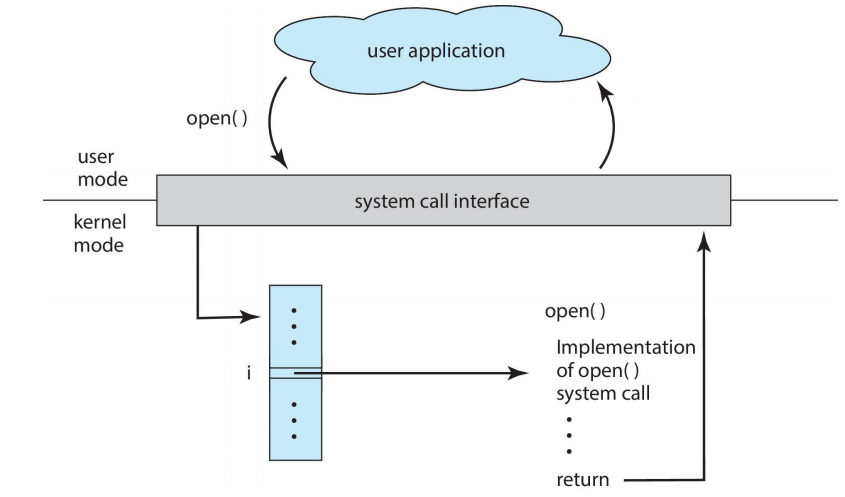 user application
open( )
user
mode
system call interface
kernel
mode
open( )
i
Implementation
of open( )
system call
return